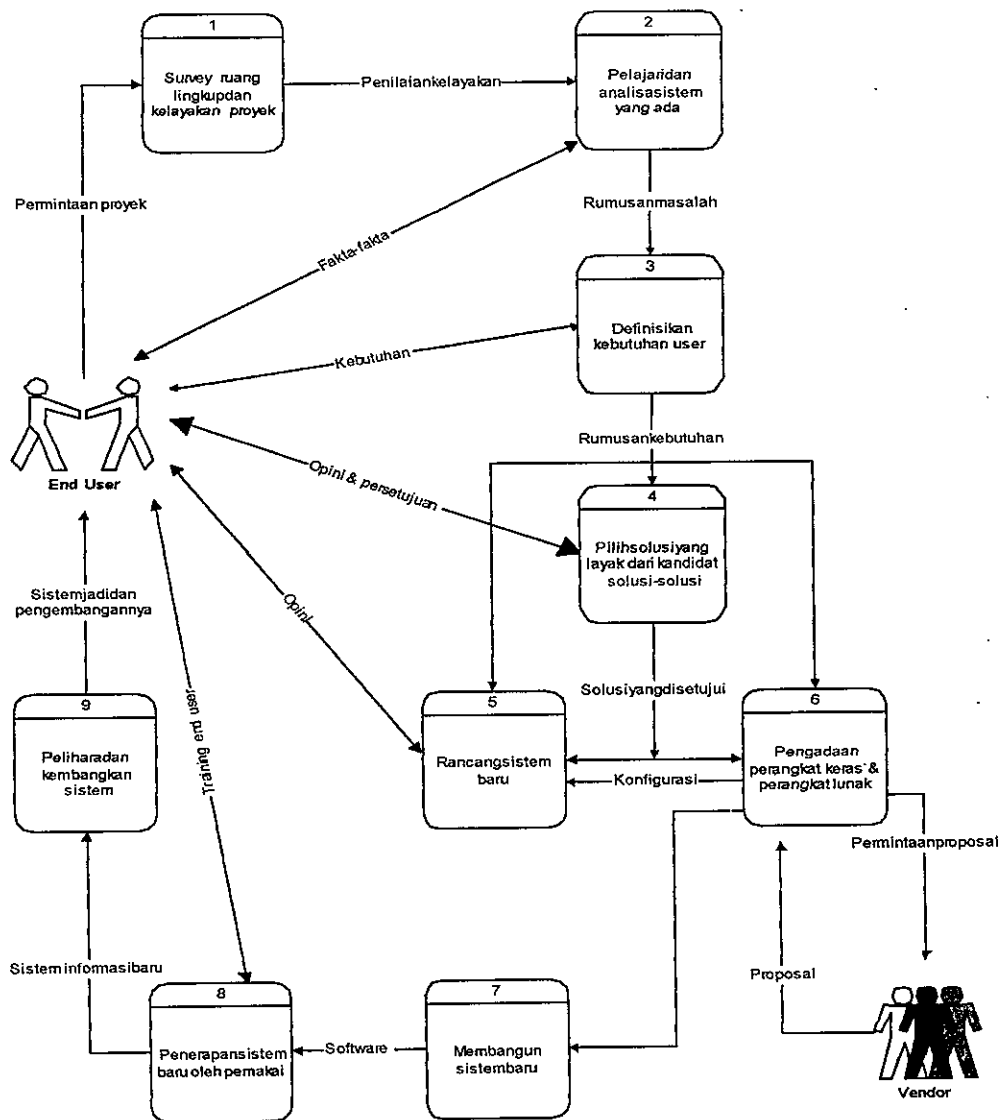 1
Survey ruang
lingkupdan
kelayakan proyek
Penilaiankelayakan
2
Pelajaridan
analisasistem
yang ada
Permintaan proyek
Rumusanmasalah
Fakta-fakta
3
Definisikan
kebutuhan user
Kebutuhan
Rumusankebutuhan
End User
Opini & persetujuan
4
Pilihsolusiyang
layak dari kandidat
solusi-solusi
Sistemjadidan
pengembangannya
Opini
Solusiyangdisetujui
9
Peliharadan
kembangkan
sistem
Training end user
5
Rancangsistem
baru
6
Pengadaan
perangkat keras &
perangkat lunak
Konfigurasi
Permintaanproposal
Sisteminformasibaru
Proposal
8
Penerapansistem
baru oleh pemakai
Software
7
Membangun
sistembaru
Vendor